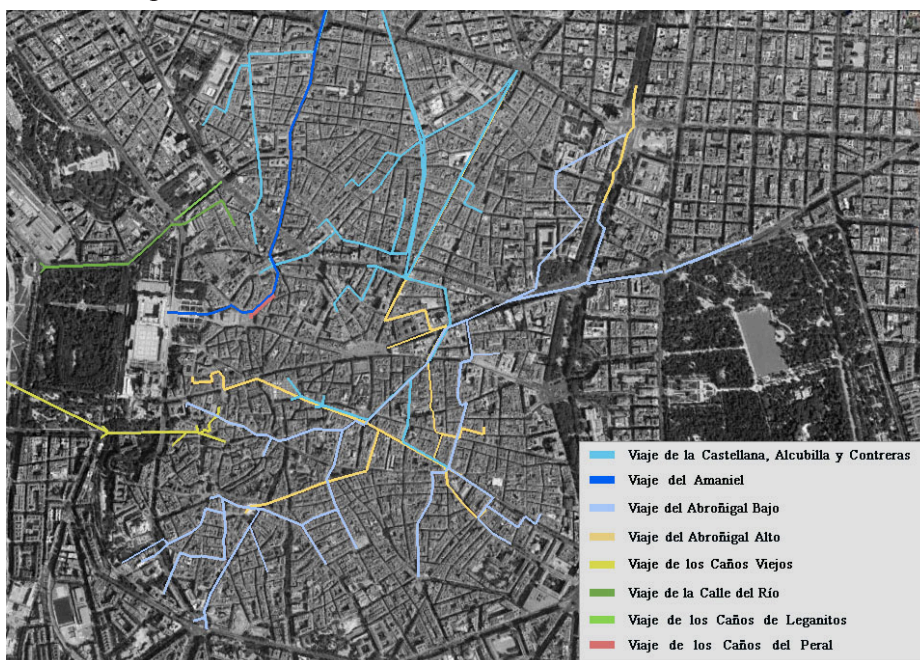 Viaje de la Castellana, Alcubilla y Contreras
Viaje del Amaniel
Viaje del Abroñigal Bajo
Viaje del Abroñigal Alto
Viaje de los Caños Viejos
Viaje de la Calle del Río
Viaje de los Caños de Leganitos
Viaje de los Caños del Peral